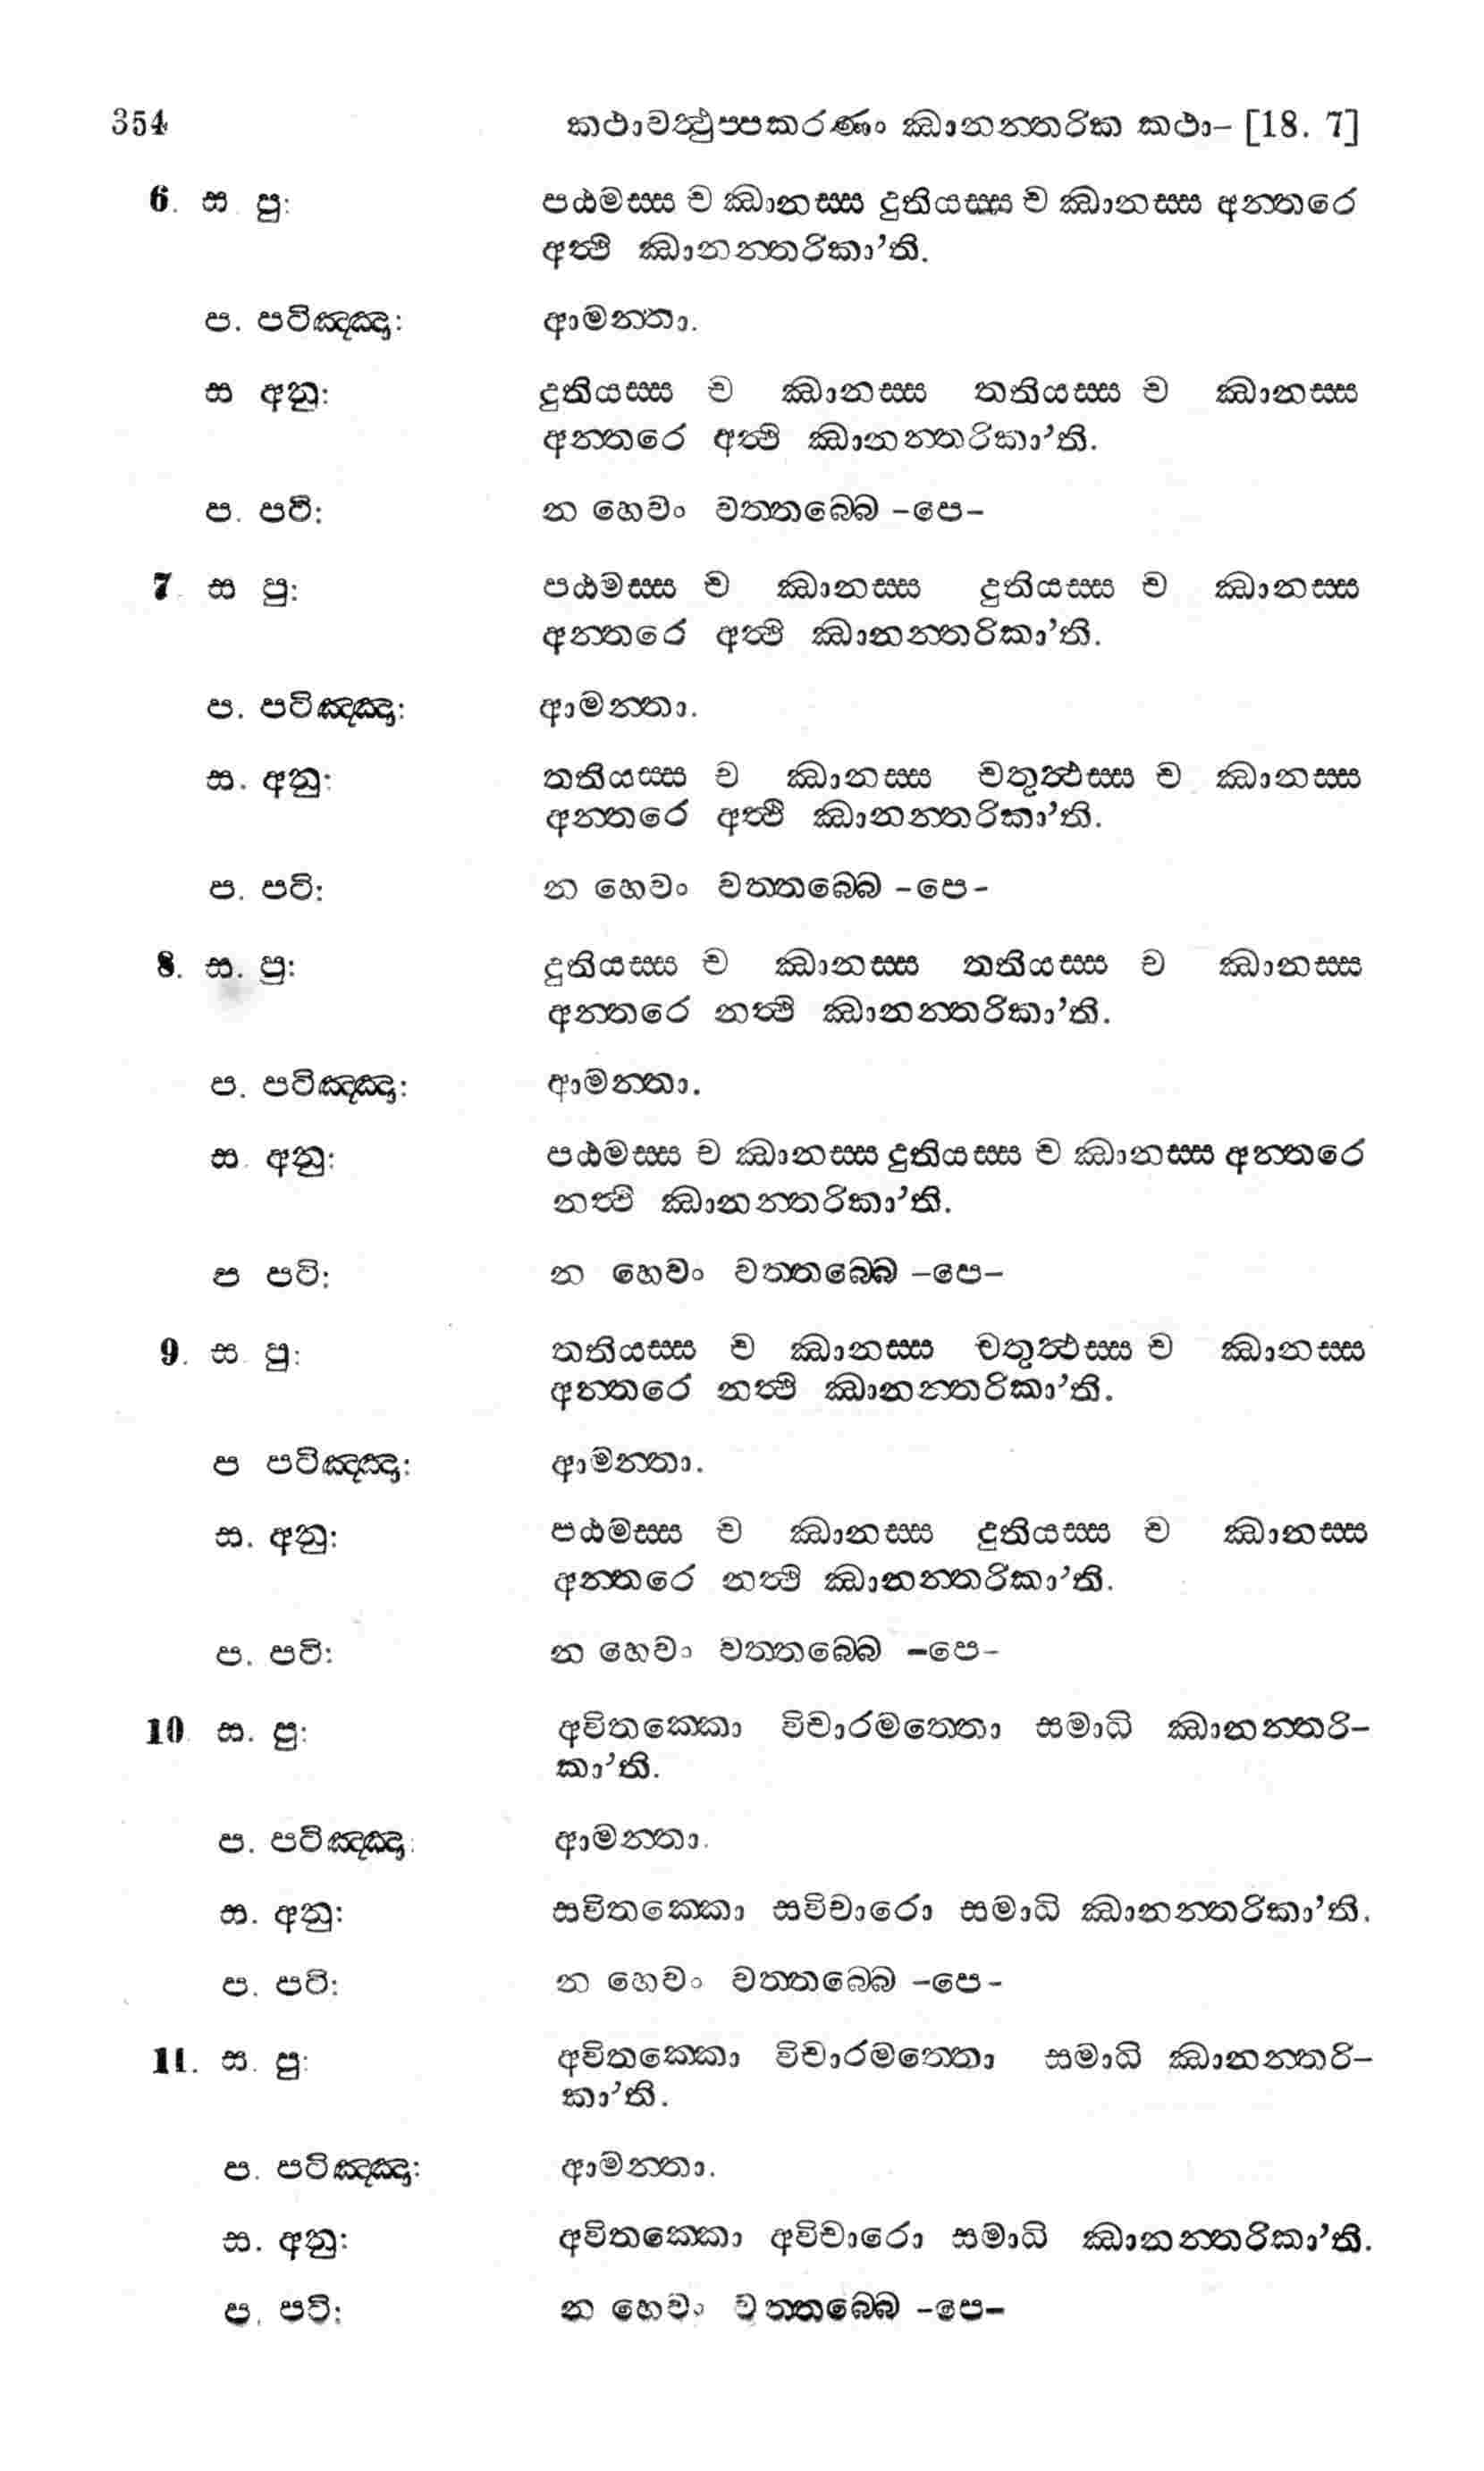 354 කථාවත්ථුප්පකරණං ඣානන්තරික කථා– [18. 7]
6. ස පු: පඨමස්ස ච ඣානස්ස දුතියස්ස ච ඣානස්ස අන්තරෙ
අත්ථි ඣානන්තරිකා’ති.
ප. පටිඤ්ඤා: ආමන්තා.
ස අනු: දුතියස්ස ච ඣානස්ස තතියස්ස ච ඣානස්ස
අන්තරෙ අත්ථි ඣානන්තරිකා’ති.
ප. පටි: න හෙවං වත්තබ්බෙ –පෙ–
7 ස පු: පඨමස්ස ච ඣානස්ස දුතියස්ස ච ඣානස්ස
අන්තරෙ අත්ථි ඣානන්තරිකා’ති.
ප. පටිඤ්ඤා: ආමන්තා.
ස. අනු: තතියස්ස ච ඣානස්ස චතුත්ථස්ස ච ඣානස්ස
අන්තරෙ අත්ථි ඣානන්තරිකා’ති.
ප. පටි: න හෙවං වත්තබ්බෙ –පෙ–
8. ස. පු: දුතියස්ස ච ඣානස්ස තතියස්ස ච ඣානස්ස
අන්තරෙ නත්ථි ඣානන්තරිකා’ති.
ප. පටිඤ්ඤා: ආමන්තා.
ස. අනු: පඨමස්ස ච ඣානස්ස දුතියස්ස ච ඣානස්ස අන්තරෙ
නත්ථි ඣානන්තරිකා’ති.
ප පටි: න හෙවං වත්තබ්බෙ –පෙ–
9. ස පු: තතියස්ස ච ඣානස්ස චතුත්ථස්ස ච ඣානස්ස
අන්තරෙ නත්ථි ඣානන්තරිකා’ති.
ප පටිඤ්ඤා: ආමන්තා.
ස. අනු: පඨමස්ස ච ඣානස්ස දුතියස්ස ච ඣානස්ස
අන්තරෙ නත්ථි ඣානන්තරිකා’ති.
ප. පටි: න හෙවං වත්තබ්බෙ –පෙ–
10 ස. පු: අවිතක්කො විචාරමත්තො සමාධි ඣානන්තරි–
කා’ති.
ප. පටිඤ්ඤා: ආමන්තා.
ස. අනු: සවිතක්කො සවිචාරො සමාධි ඣානන්තරිකා’ති.
ප. පටි: න හෙවං වත්තබ්බෙ –පෙ–
11. ස. පු: අවිතක්කො විචාරමත්තො සමාධි ඣානන්තරි–
කා’ති.
ප. පටිඤ්ඤා: ආමන්තා.
ස. අනු: අවිතක්කො අවිචාරො සමාධි ඣානන්තරිකා’ති.
ප. පටි: න හෙවං වත්තබ්බෙ –පෙ–